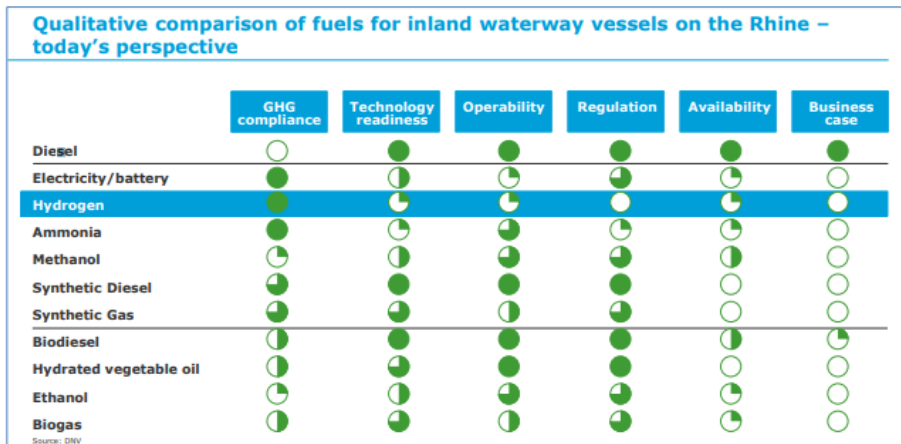 Qualitative comparison of fuels for inland waterway vessels on the Rhine –
today's perspective
GHG compliance
Technology readiness
Operability
Regulation
Availability
Business case
Diesel
Electricity/battery
Hydrogen
Ammonia
Methanol
Synthetic Diesel
Synthetic Gas
Biodiesel
Hydrated vegetable oil
Ethanol
Biogas
Source: DNV